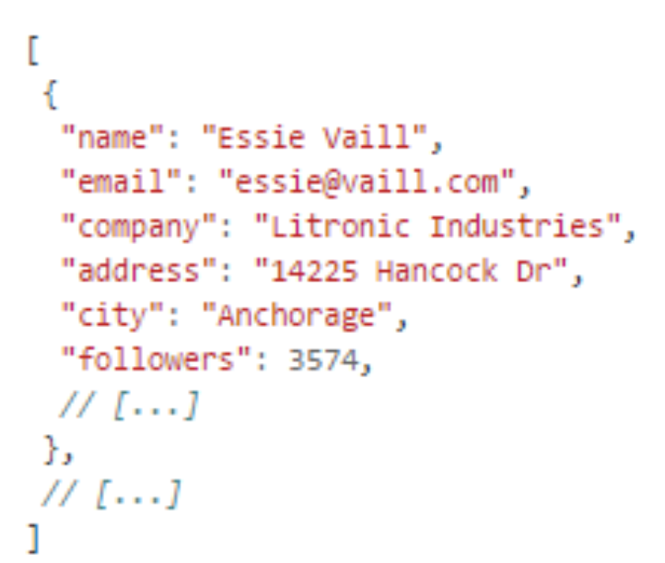 [
{
"name": "Essie Vaill",
"email": "essie@vaill.com",
"company": "Litronic Industries",
"address": "14225 Hancock Dr",
"city": "Anchorage",
"followers": 3574,
// [...]
},
// [...]
]